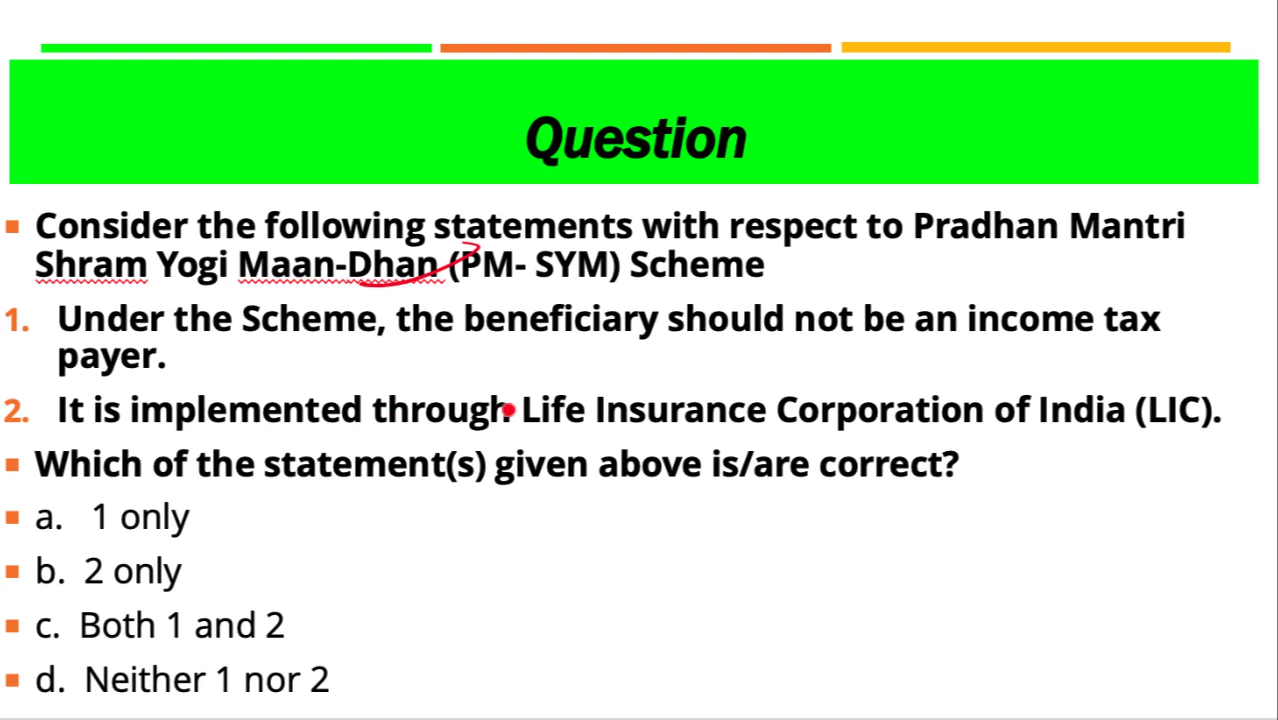 Question
Consider the following statements with respect to Pradhan Mantri
Shram Yogi Maan-Dhan (PM- SYM) Scheme
1. Under the Scheme, the beneficiary should not be an income tax
payer.
2. It is implemented through Life Insurance Corporation of India (LIC).
Which of the statement(s) given above is/are correct?
a. 1 only
b. 2 only
c. Both 1 and 2
d. Neither 1 nor 2